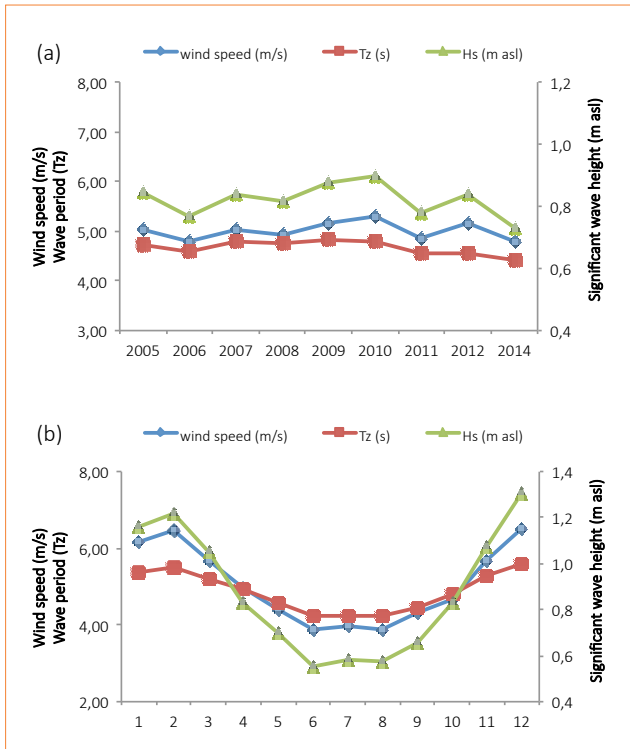 (a)
wind speed (m/s) Tz (s) Hs (m asl)
8,00
7,00
6,00
5,00
4,00
3,00
Wind speed (m/s)
Wave period (Tz)
1,2
1,0
0,8
0,6
0,4
Significant wave height (m asl)
2005 2006 2007 2008 2009 2010 2011 2012 2014
(b)
wind speed (m/s) Tz (s) Hs (m asl)
8,00
6,00
4,00
2,00
Wind speed (m/s)
Wave period (Tz)
1,4
1,2
1,0
0,8
0,6
0,4
Significant wave height (m asl)
1 2 3 4 5 6 7 8 9 10 11 12